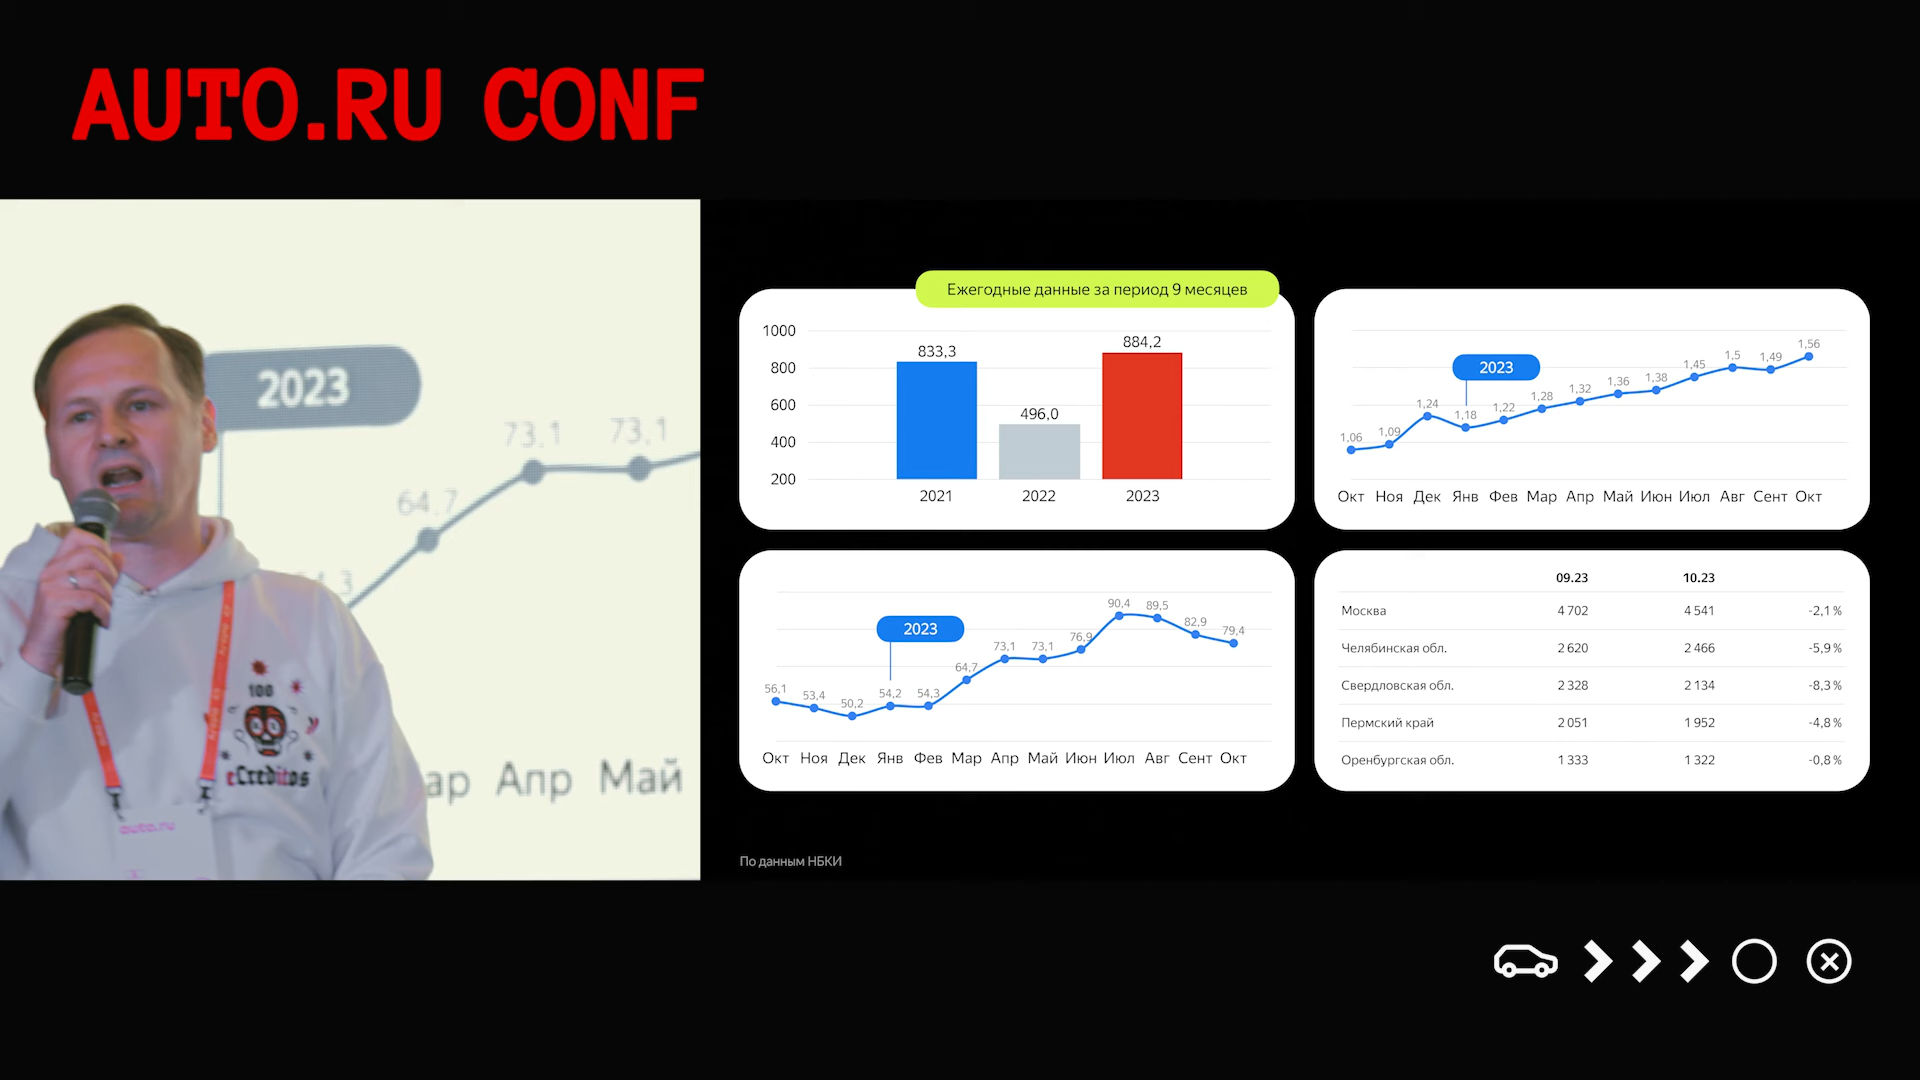 AUTO.RU CONF
2023
73,1
73,1
64,7
Апр Май
100
eCreditos
auto.ru
Ежегодные данные за период 9 месяцев
1000
800
600
400
200
833,3
496,0
884,2
2021 2022 2023
2023
1,06 1,09 1,24 1,18 1,22 1,28 1,32 1,36 1,38 1,45 1,5 1,49 1,56
Окт Ноя Дек Янв Фев Мар Апр Май Июн Июл Авг Сент Окт
2023
56,1 53,4 50,2 54,2 54,3 64,7 73,1 73,1 76,9 90,4 89,5 82,9 79,4
Окт Ноя Дек Янв Фев Мар Апр Май Июн Июл Авг Сент Окт
09.23 10.23
Москва 4 702 4 541 -2,1 %
Челябинская обл. 2 620 2 466 -5,9 %
Свердловская обл. 2 328 2 134 -8,3 %
Пермский край 2 051 1 952 -4,8 %
Оренбургская обл. 1 333 1 322 -0,8 %
По данным НБКИ